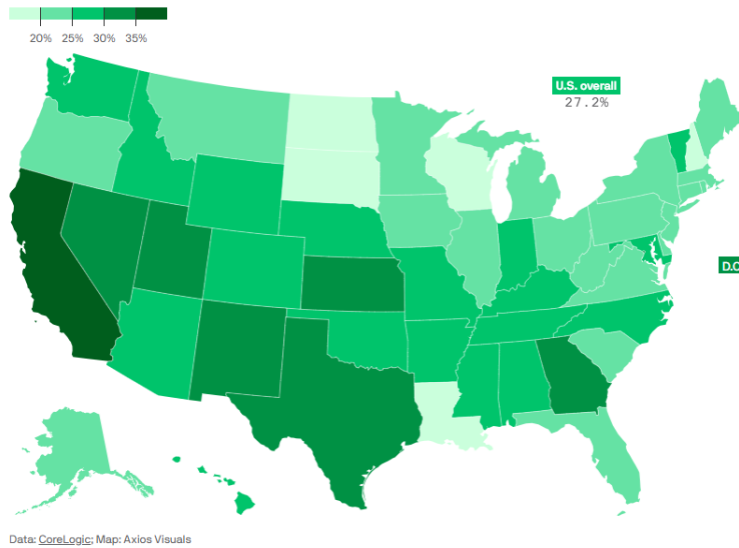 20% 25% 30% 35%
U.S. overall
27.2%
D.C
Data: CoreLogic; Map: Axios Visuals